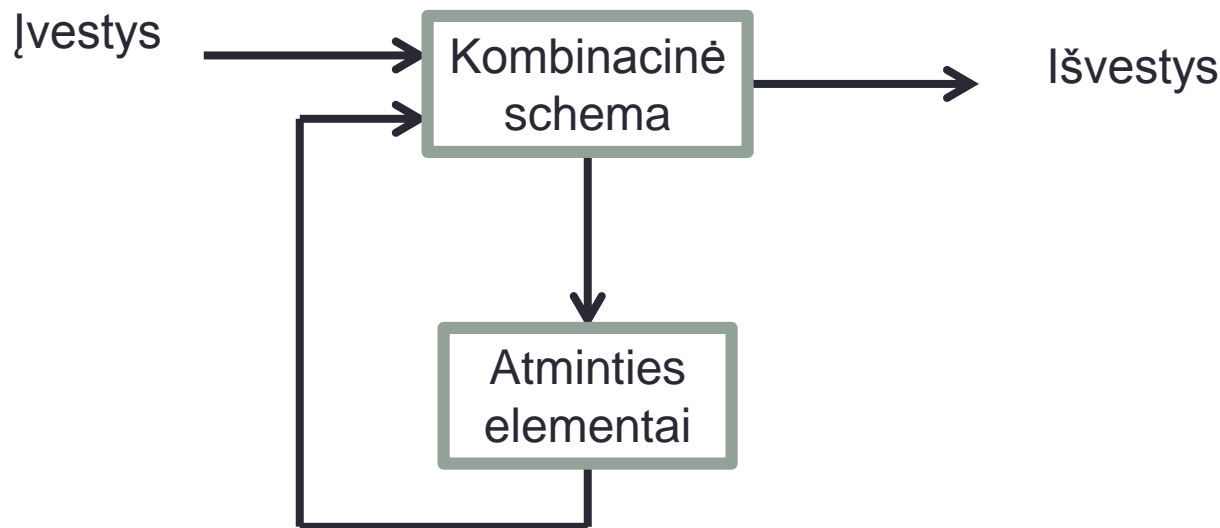 Įvestys
Kombinacinė
schema
Išvestys
Atminties
elementai